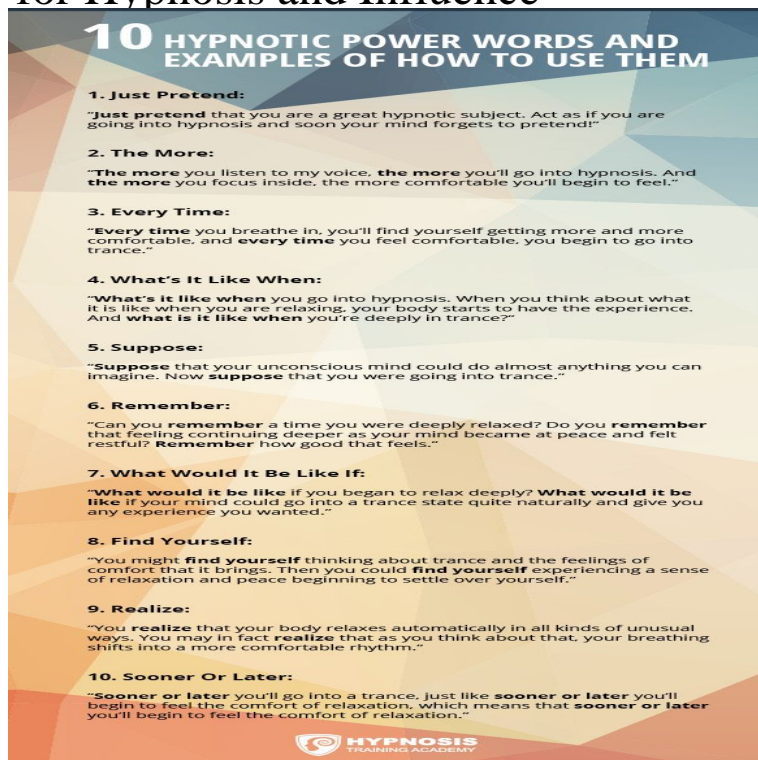 for Hypnosis and Influence
10 HYPNOTIC POWER WORDS AND
EXAMPLES OF HOW TO USE THEM
1. Just Pretend:
"Just pretend that you are a great hypnotic subject. Act as if you are
going into hypnosis and soon your mind forgets to pretend!"
2. The More:
"The more you listen to my voice, the more you'll go into hypnosis. And
the more you focus inside, the more comfortable you'll begin to feel."
3. Every Time:
"Every time you breathe in, you'll find yourself getting more and more
comfortable, and every time you feel comfortable, you begin to go into
trance."
4. What's It Like When:
"What's it like when you go into hypnosis. When you think about what
it is like when you are relaxing, your body starts to have the experience.
And what is it like when you're deeply in trance?"
5. Suppose:
"Suppose that your unconscious mind could do almost anything you can
imagine. Now suppose that you were going into trance."
6. Remember:
"Can you remember a time you were deeply relaxed? Do you remember
that feeling continuing deeper as your mind became at peace and felt
restful? Remember how good that feels."
7. What Would It Be Like If:
"What would it be like if you began to relax deeply? What would it be
like if your mind could go into a trance state quite naturally and give you
any experience you wanted."
8. Find Yourself:
"You might find yourself thinking about trance and the feelings of
comfort that it brings. Then you could find yourself experiencing a sense
of relaxation and peace beginning to settle over yourself."
9. Realize:
"You realize that your body relaxes automatically in all kinds of unusual
ways. You may in fact realize that as you think about that, your breathing
shifts into a more comfortable rhythm."
10. Sooner Or Later:
"Sooner or later you'll go into a trance, just like sooner or later you'll
begin to feel the comfort of relaxation, which means that sooner or later
you'll begin to feel the comfort of relaxation."
HYPNOSIS
TRAINING ACADEMY